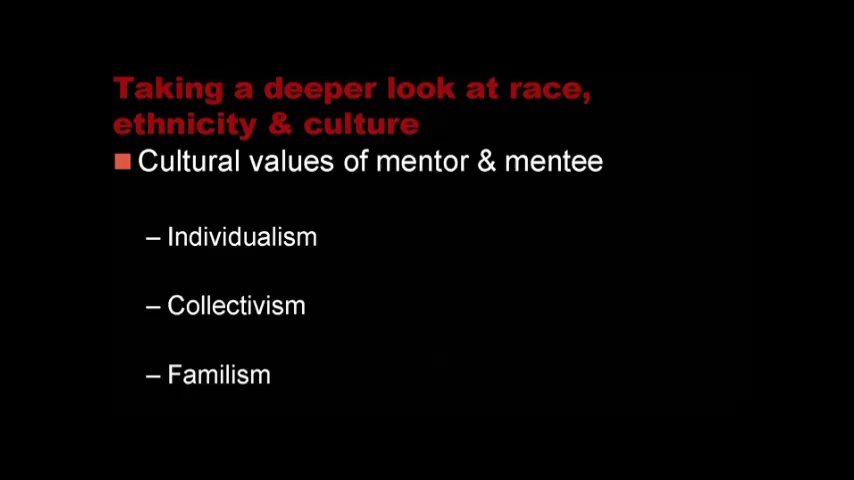 Taking a deeper look at race,
ethnicity & culture
Cultural values of mentor & mentee
– Individualism
– Collectivism
– Familism